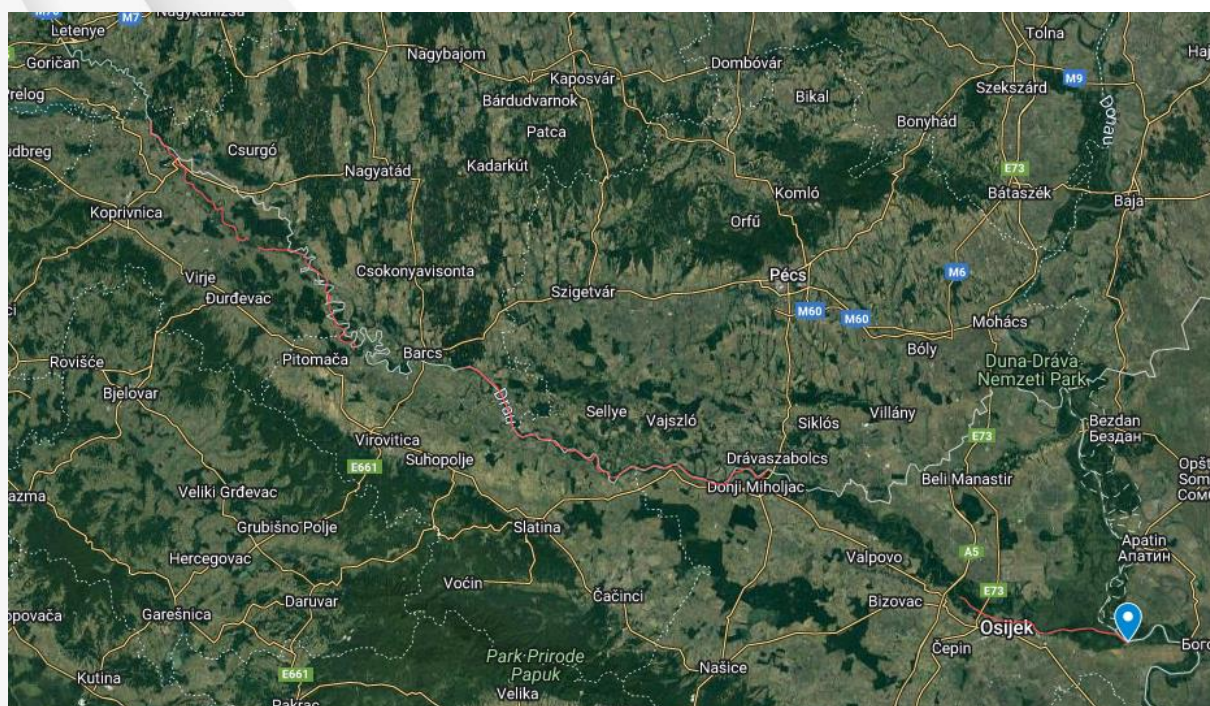 M7
Letenye
Goričan
Prelog
Nagykanizsa
Nagybajom
Kaposvár
Bárdudvarnok
Dombóvár
Tolna
Szekszárd
M9
Bikal
Bonyhád
Donau
Patca
Kadarkút
Csurgó
Nagyatád
Koprivnica
Komló
Orfű
E73
Bátaszék
Baja
Virje
Đurđevac
Csokonyavisonta
Szigetvár
Pécs
M60
M60
M6
Mohács
Bóly
Rovišće
Pitomača
Barcs
Bjelovar
Duna-Dráva
Nemzeti Park
Drau
Sellye
Vajszló
Siklós
Villány
Bezdan
Бездан
Virovitica
Suhopolje
E661
E73
Drávaszabolcs
Donji Miholjac
Beli Manastir
Veliki Grđevac
Grubišno Polje
Slatina
Hercegovac
Valpovo
A5
Apatin
Апатин
Voćin
Čačinci
Bizovac
E73
Garešnica
Daruvar
Osijek
Čepin
Park Prirode
Papuk
Našice
Kutina
E661
Velika
Pakrac